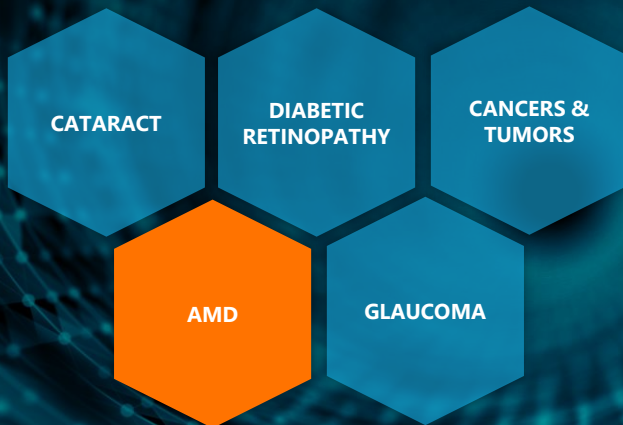 CATARACT
DIABETIC
RETINOPATHY
CANCERS &
TUMORS
AMD
GLAUCOMA